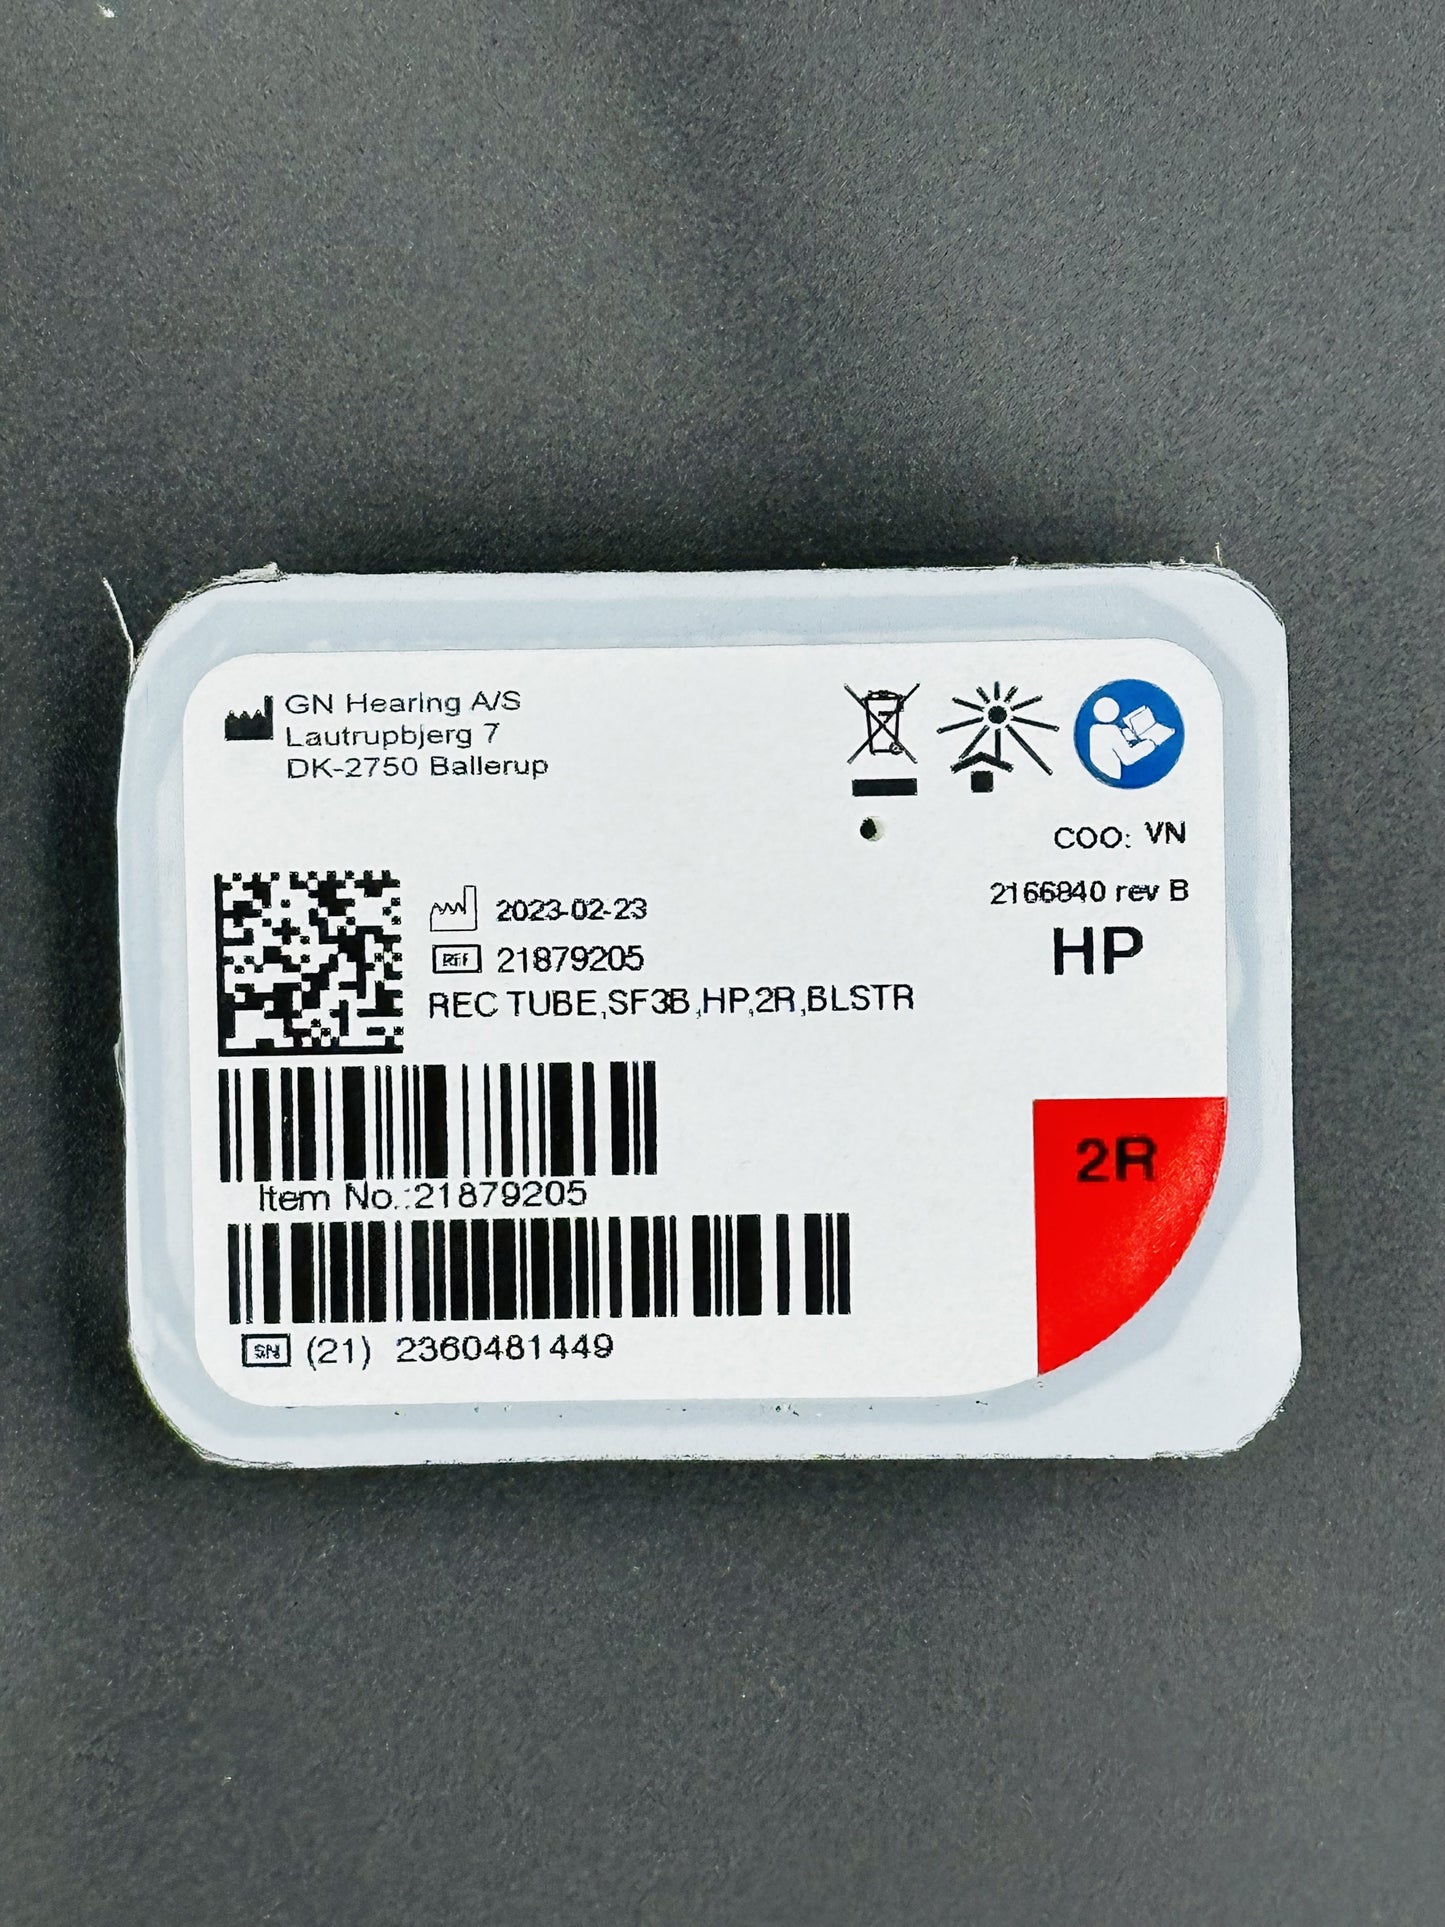 GN Hearing A/S
Lautrupbjerg 7
DK-2750 Ballerup
COO: VN
2166840 rev B
HP
2023-02-23
REF 21879205
REC TUBE,SF3B,HP,2R,BLSTR
Item No.:21879205
2R
SN (21) 2360481449